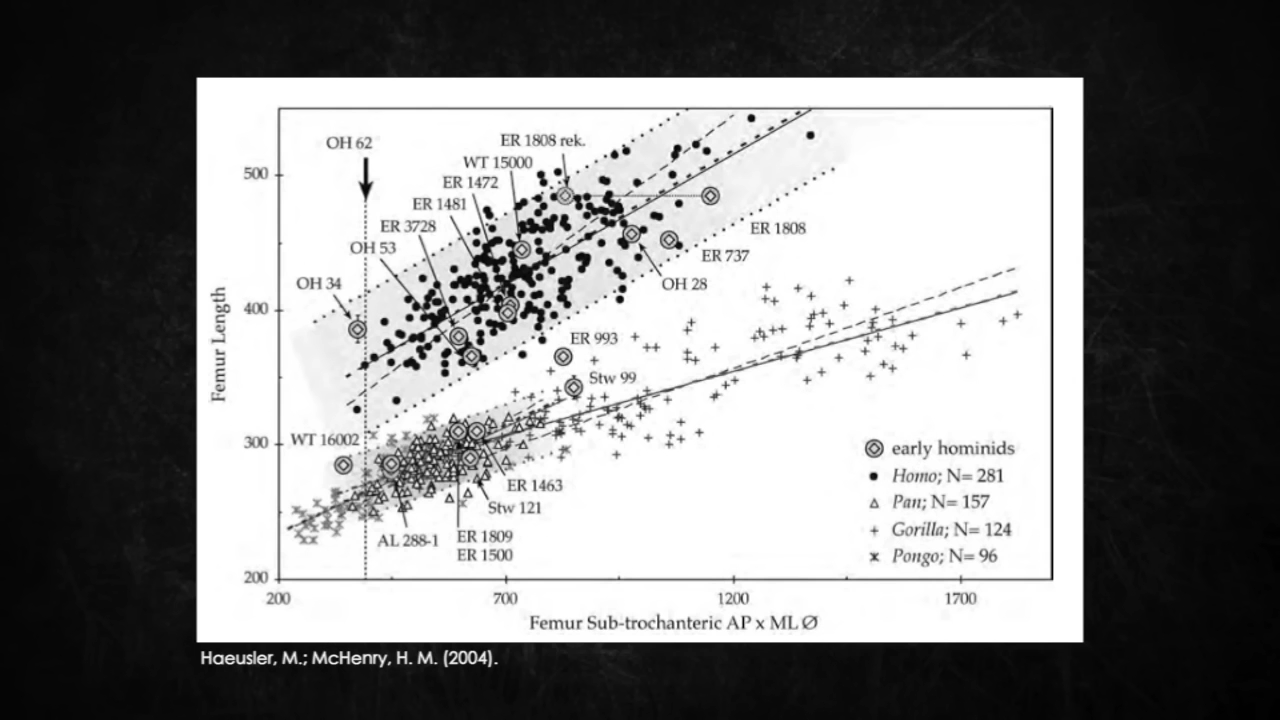 OH 62
ER 1808 rek.
WT 15000
ER 1472
ER 1481
ER 3728
OH 53
OH 34
ER 1808
ER 737
OH 28
ER 993
Stw 99
WT 16002
ER 1463
Stw 121
AL 288-1
ER 1809
ER 1500
Femur Length
500
400
300
200
early hominids
Homo; N= 281
Pan; N= 157
Gorilla; N= 124
Pongo; N= 96
200
700
1200
1700
Femur Sub-trochanteric AP x ML Ø
Haeusler, M.; McHenry, H. M. (2004).